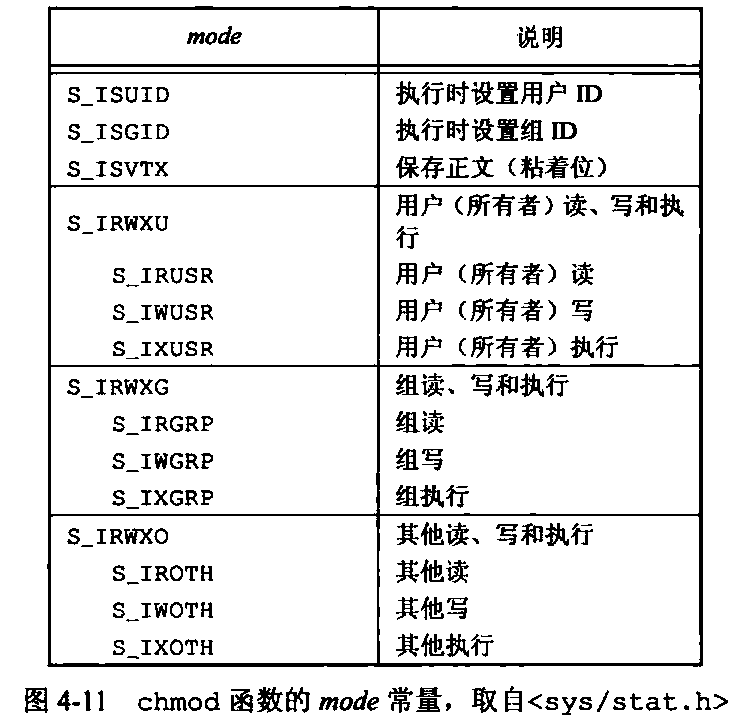 mode 说明
S_ISUID 执行时设置用户 ID
S_ISGID 执行时设置组 ID
S_ISVTX 保存正文（粘着位）
S_IRWXU 用户（所有者）读、写和执
行
S_IRUSR 用户（所有者）读
S_IWUSR 用户（所有者）写
S_IXUSR 用户（所有者）执行
S_IRWXG 组读、写和执行
S_IRGRP 组读
S_IWGRP 组写
S_IXGRP 组执行
S_IRWXO 其他读、写和执行
S_IROTH 其他读
S_IWOTH 其他写
S_IXOTH 其他执行
图 4-11 chmod 函数的 mode 常量，取自<sys/stat.h>